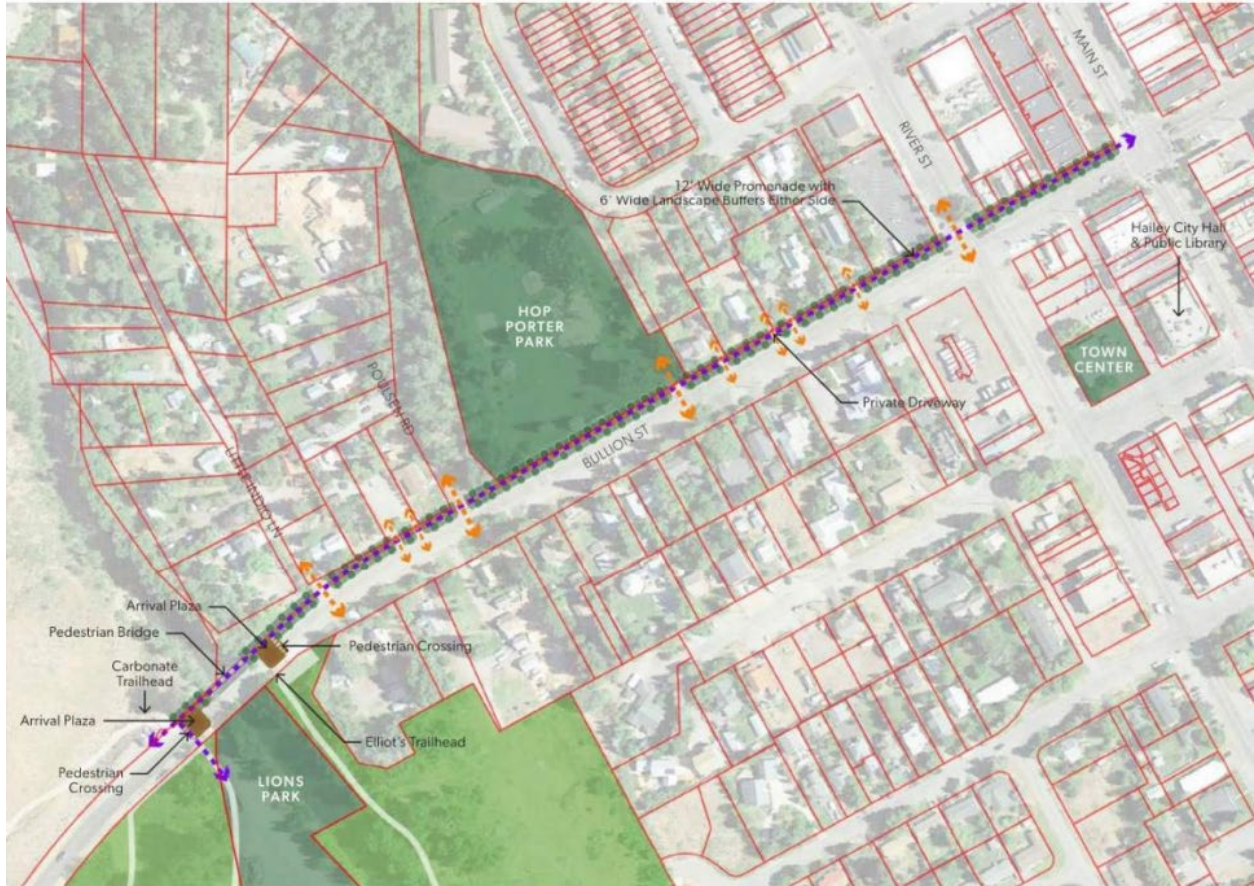 MAIN ST
RIVER ST
12' Wide Promenade with
6' Wide Landscape Buffers Either Side
Hailey City Hall
& Public Library
HOP
PORTER
PARK
TOWN
CENTER
POULSEN RD
Private Driveway
BULLION ST
Arrival Plaza
Pedestrian Bridge
Pedestrian Crossing
Carbonate
Trailhead
Arrival Plaza
Elliot's Trailhead
Pedestrian
Crossing
LIONS
PARK